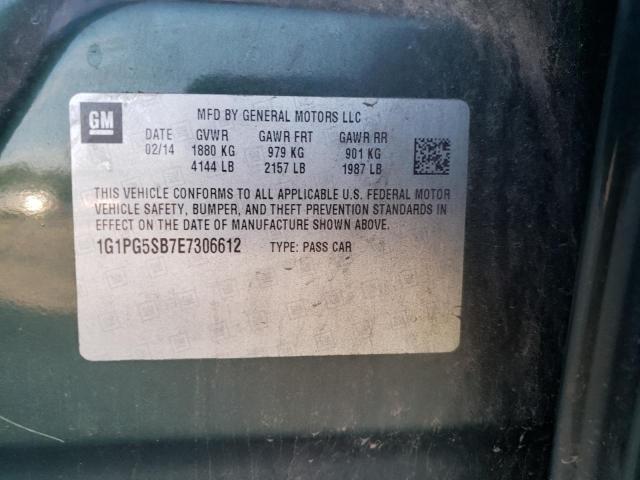 GM
MFD BY GENERAL MOTORS LLC
DATE GVWR GAWR FRT GAWR RR
02/14 1880 KG 979 KG 901 KG
4144 LB 2157 LB 1987 LB
THIS VEHICLE CONFORMS TO ALL APPLICABLE U.S. FEDERAL MOTOR
VEHICLE SAFETY, BUMPER, AND THEFT PREVENTION STANDARDS IN
EFFECT ON THE DATE OF MANUFACTURE SHOWN ABOVE.
1G1PG5SB7E7306612 TYPE: PASS CAR